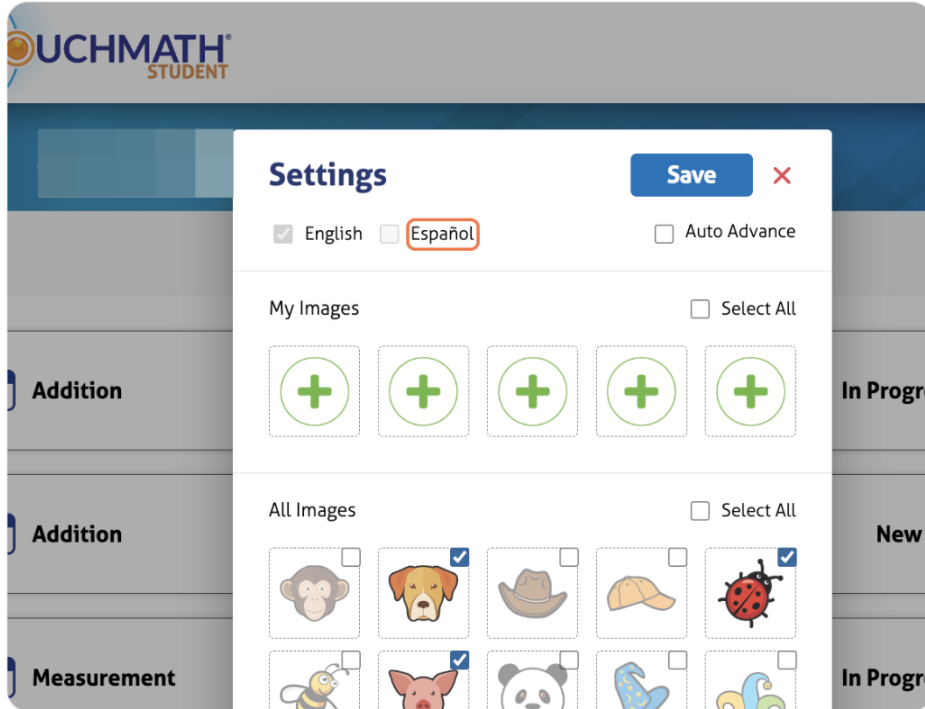 OUCHMATH®
STUDENT
Settings
Save
English Español Auto Advance
My Images Select All
Addition In Progr
All Images Select All
Addition New
Measurement In Progr